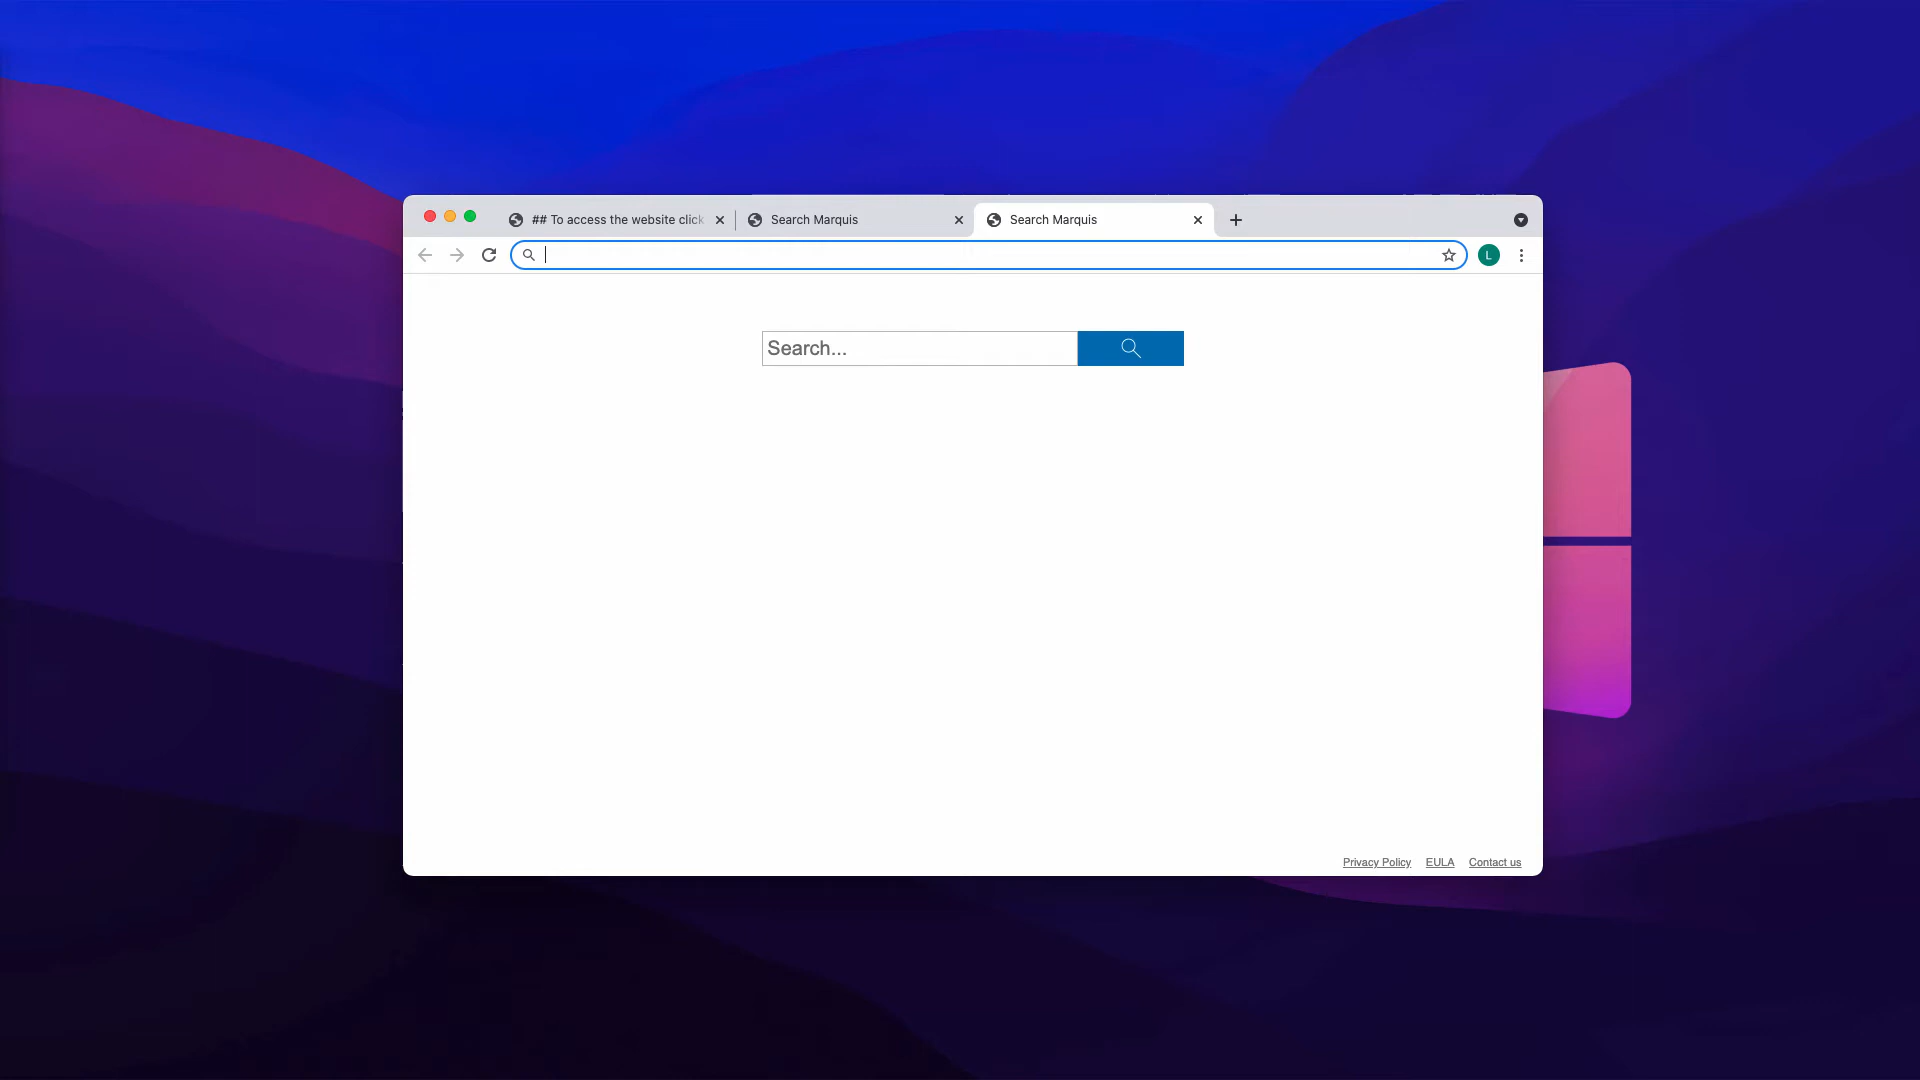 ## To access the website click
Search Marquis
Search Marquis
L
Search...
Privacy Policy EULA Contact us